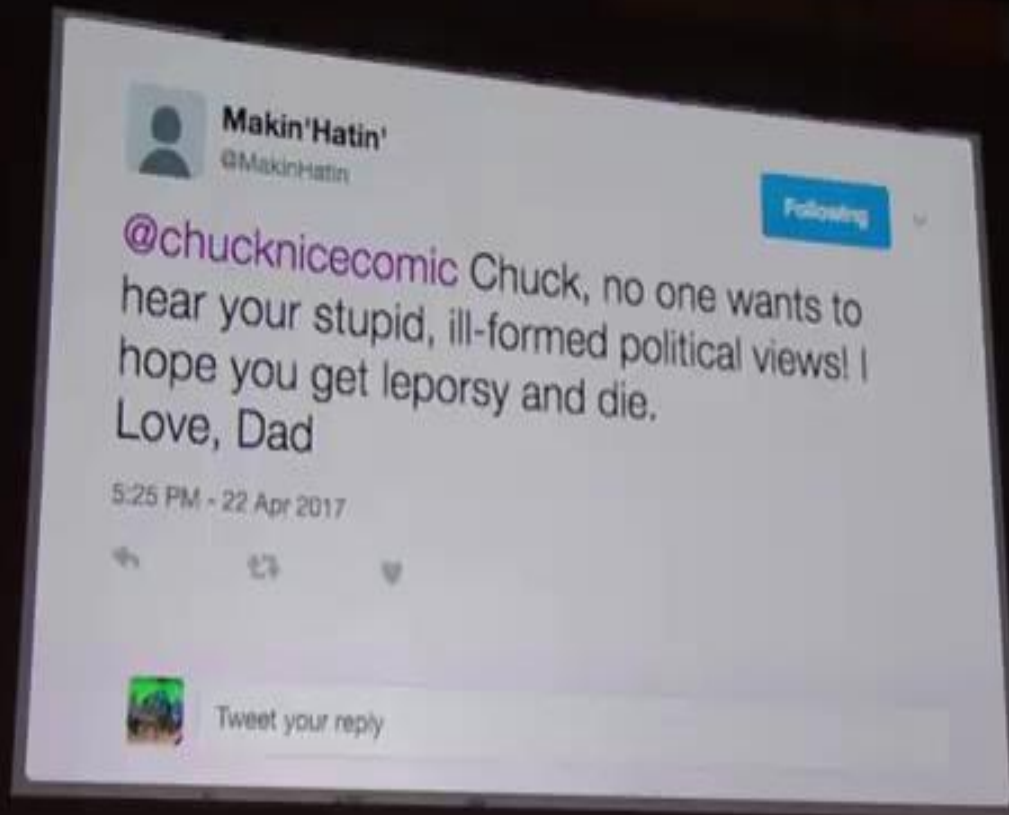 Makin'Hatin'
@MakinHatin
Following
@chucknicecomic Chuck, no one wants to
hear your stupid, ill-formed political views! I
hope you get leporsy and die.
Love, Dad
5:25 PM - 22 Apr 2017
Tweet your reply